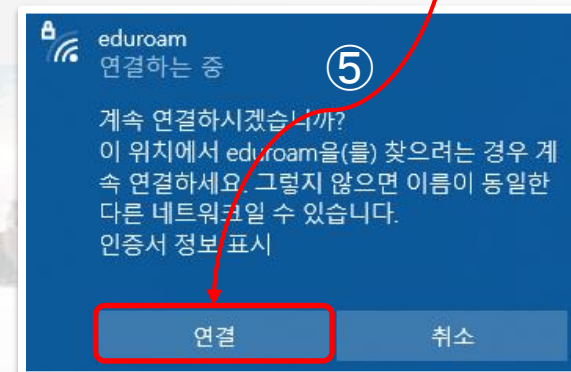 eduroam
연결하는 중
⑤
계속 연결하시겠습니까?
이 위치에서 eduroam을(를) 찾으려는 경우 계
속 연결하세요. 그렇지 않으면 이름이 동일한
다른 네트워크일 수 있습니다.
인증서 정보 표시
연결
취소